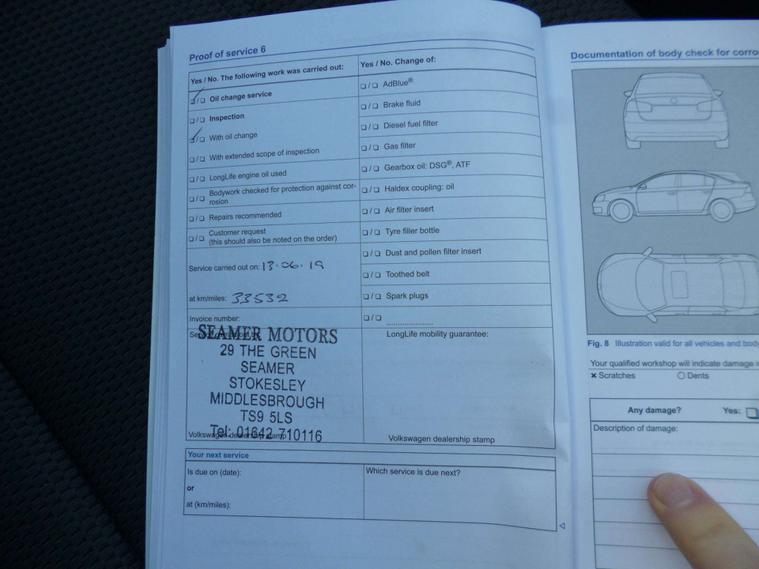 Proof of service 6
Yes / No. The following work was carried out:
❑/❑ Oil change service
❑/❑ Inspection
❑/❑ With oil change
❑/❑ With extended scope of inspection
❑/❑ LongLife engine oil used
❑/❑ Bodywork checked for protection against cor-
rosion
❑/❑ Repairs recommended
❑/❑ Customer request
(this should also be noted on the order)
Service carried out on: 13.06.19
at km/miles: 33532
Invoice number:
SEAMER MOTORS
29 THE GREEN
SEAMER
STOKESLEY
MIDDLESBROUGH
TS9 5LS
Tel: 01642 710116
Volkswagen dealership stamp
Yes / No. Change of:
❑/❑ AdBlue®
❑/❑ Brake fluid
❑/❑ Diesel fuel filter
❑/❑ Gas filter
❑/❑ Gearbox oil: DSG®, ATF
❑/❑ Haldex coupling: oil
❑/❑ Air filter insert
❑/❑ Tyre filler bottle
❑/❑ Dust and pollen filter insert
❑/❑ Toothed belt
❑/❑ Spark plugs
❑/❑ .....................
LongLife mobility guarantee:
Volkswagen dealership stamp
Your next service
Is due on (date):
or
at (km/miles):
Which service is due next?
Documentation of body check for corro
Fig. 8 Illustration valid for all vehicles and bod
Your qualified workshop will indicate damage
✖ Scratches
○ Dents
Any damage?
Yes: ❑
Description of damage: